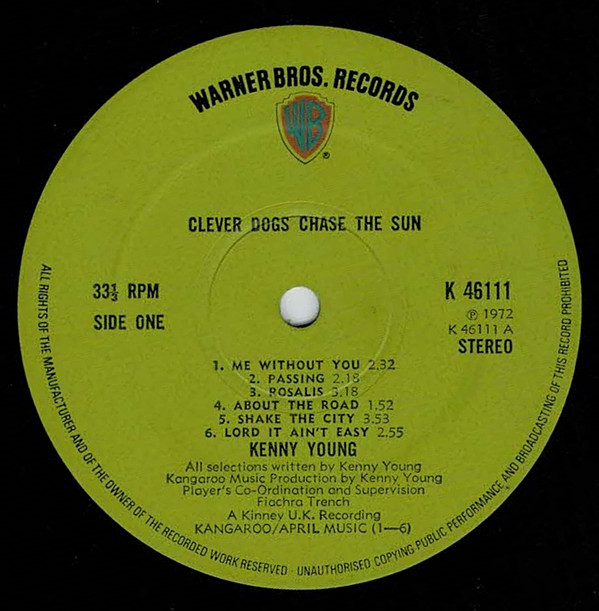 WARNER BROS. RECORDS
WB
®
CLEVER DOGS CHASE THE SUN
33⅓ RPM
SIDE ONE
K 46111
℗ 1972
K 46111 A
STEREO
1. ME WITHOUT YOU 2.32
2. PASSING 2.18
3. ROSALIS 3.18
4. ABOUT THE ROAD 1.52
5. SHAKE THE CITY 3.53
6. LORD IT AIN'T EASY 2.55
KENNY YOUNG
All selections written by Kenny Young
Kangaroo Music Production by Kenny Young
Player's Co-Ordination and Supervision
Fiachra Trench
A Kinney U.K. Recording
KANGAROO/APRIL MUSIC (1—6)
ALL RIGHTS OF THE MANUFACTURER AND OF THE OWNER OF THE RECORDED WORK RESERVED · UNAUTHORISED COPYING PUBLIC PERFORMANCE AND BROADCASTING OF THIS RECORD PROHIBITED